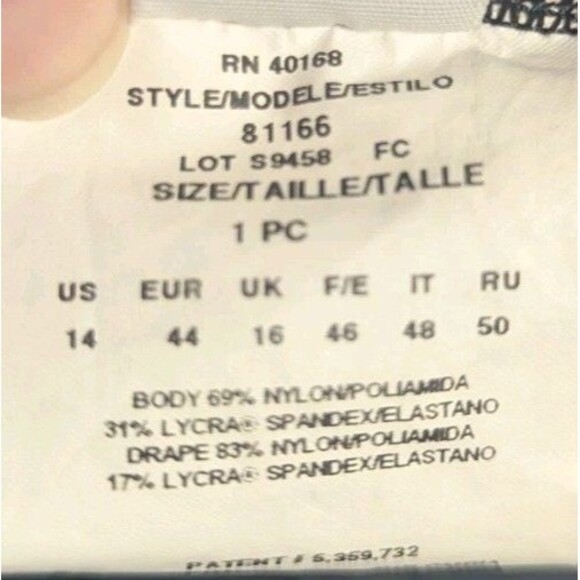 RN 40168
STYLE/MODELE/ESTILO
81166
LOT S9458 FC
SIZE/TAILLE/TALLE
1 PC
US EUR UK F/E IT RU
14 44 16 46 48 50
BODY 69% NYLON/POLIAMIDA
31% LYCRA® SPANDEX/ELASTANO
DRAPE 83% NYLON/POLIAMIDA
17% LYCRA® SPANDEX/ELASTANO
PATENT # 5,359,732